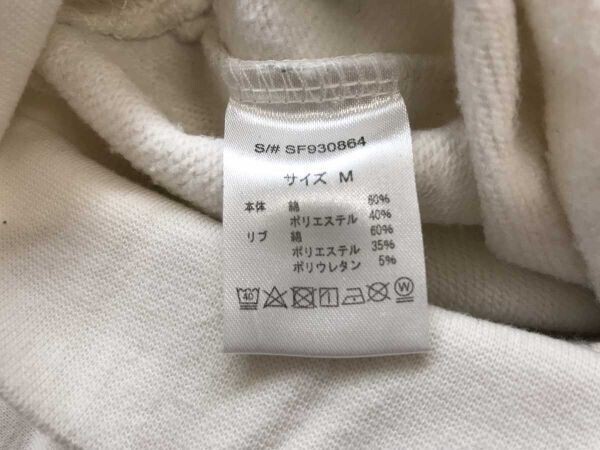 S/# SF930864
サイズ M
本体 綿 60%
ポリエステル 40%
リブ 綿 60%
ポリエステル 35%
ポリウレタン 5%
40 W